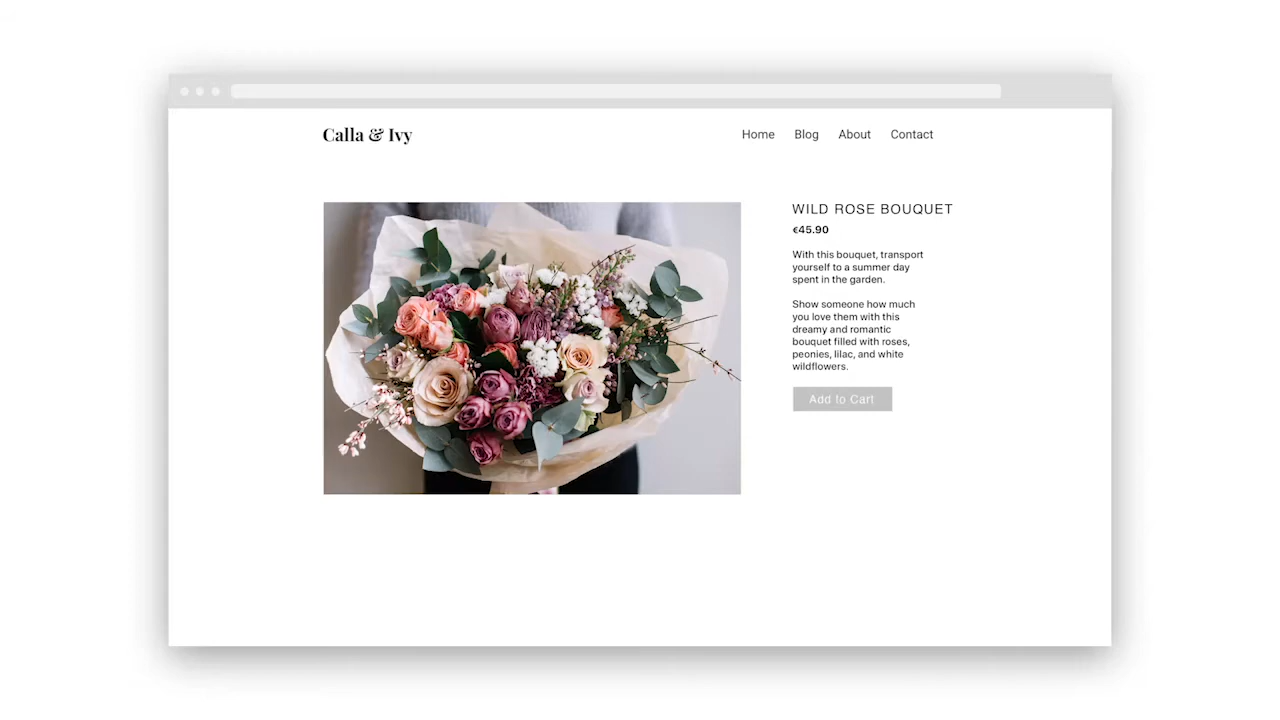 Calla & Ivy
Home Blog About Contact
WILD ROSE BOUQUET
€45.90
With this bouquet, transport
yourself to a summer day
spent in the garden.
Show someone how much
you love them with this
dreamy and romantic
bouquet filled with roses,
peonies, lilac, and white
wildflowers.
Add to Cart